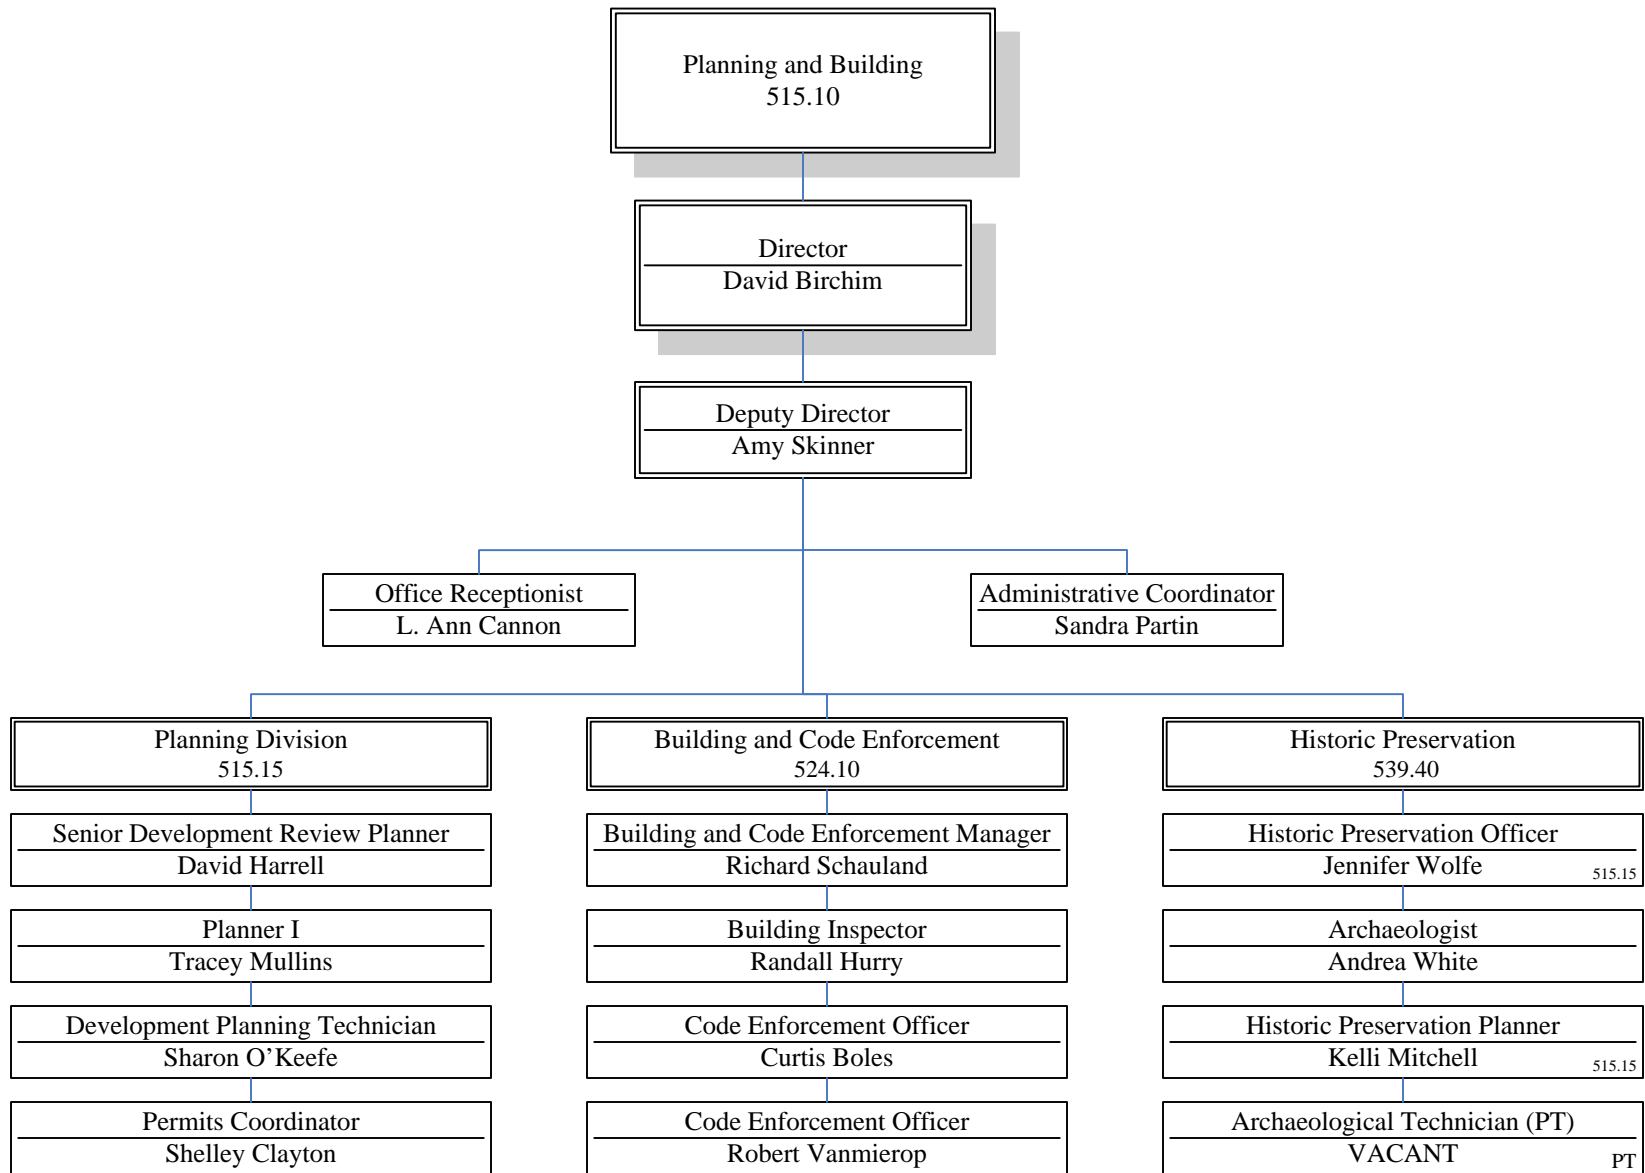 Planning and Building
515.10
Director
David Birchim
Deputy Director
Amy Skinner
Office Receptionist
L. Ann Cannon
Administrative Coordinator
Sandra Partin
Planning Division
515.15
Senior Development Review Planner
David Harrell
Planner I
Tracey Mullins
Development Planning Technician
Sharon O’Keefe
Permits Coordinator
Shelley Clayton
Building and Code Enforcement
524.10
Building and Code Enforcement Manager
Richard Schauland
Building Inspector
Randall Hurry
Code Enforcement Officer
Curtis Boles
Code Enforcement Officer
Robert Vanmierop
Historic Preservation
539.40
Historic Preservation Officer
Jennifer Wolfe 515.15
Archaeologist
Andrea White
Historic Preservation Planner
Kelli Mitchell 515.15
Archaeological Technician (PT)
VACANT PT